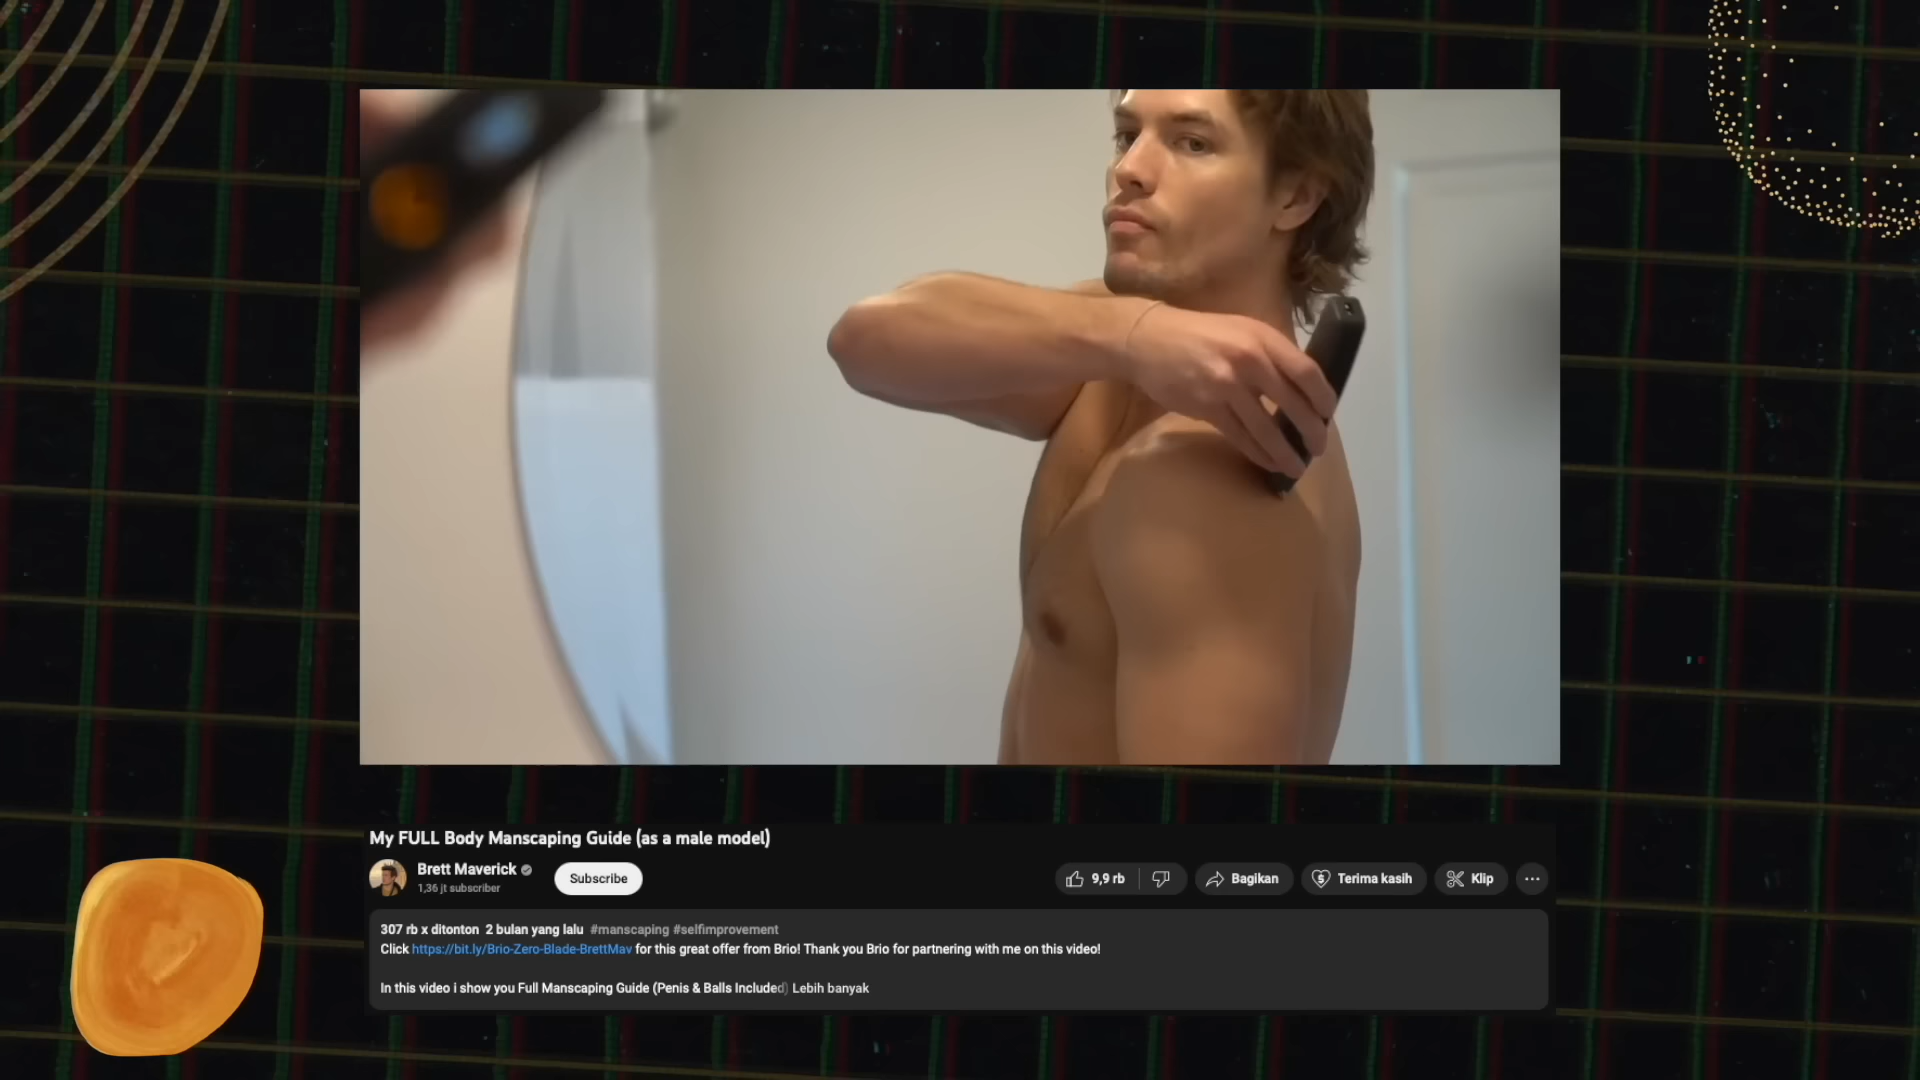 My FULL Body Manscaping Guide (as a male model)
Brett Maverick
1,36 jt subscriber
Subscribe
9,9 rb
Bagikan
Terima kasih
Klip
307 rb x ditonton 2 bulan yang lalu #manscaping #selfimprovement
Click https://bit.ly/Brio-Zero-Blade-BrettMav for this great offer from Brio! Thank you Brio for partnering with me on this video!
In this video i show you Full Manscaping Guide (Penis & Balls Included) Lebih banyak